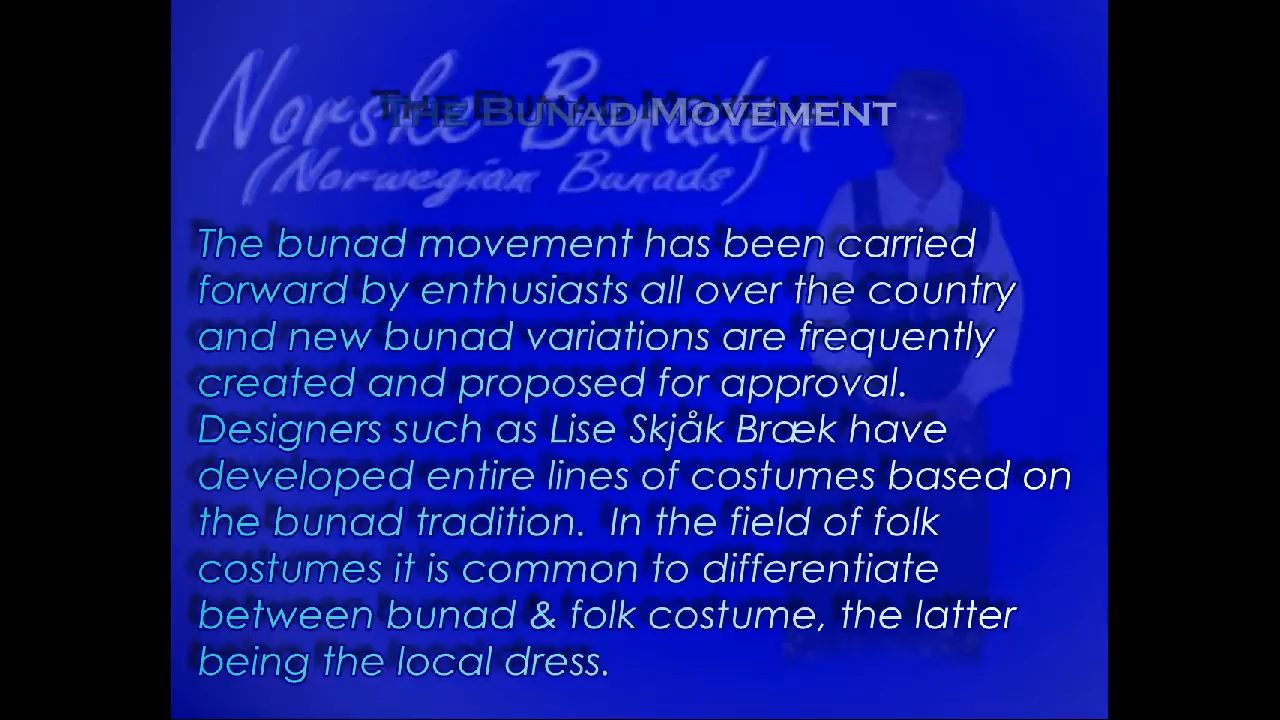 Norske Bunaden
The Bunad Movement
(Norwegian Bunads)
The bunad movement has been carried
forward by enthusiasts all over the country
and new bunad variations are frequently
created and proposed for approval.
Designers such as Lise Skjåk Bræk have
developed entire lines of costumes based on
the bunad tradition.  In the field of folk
costumes it is common to differentiate
between bunad & folk costume, the latter
being the local dress.